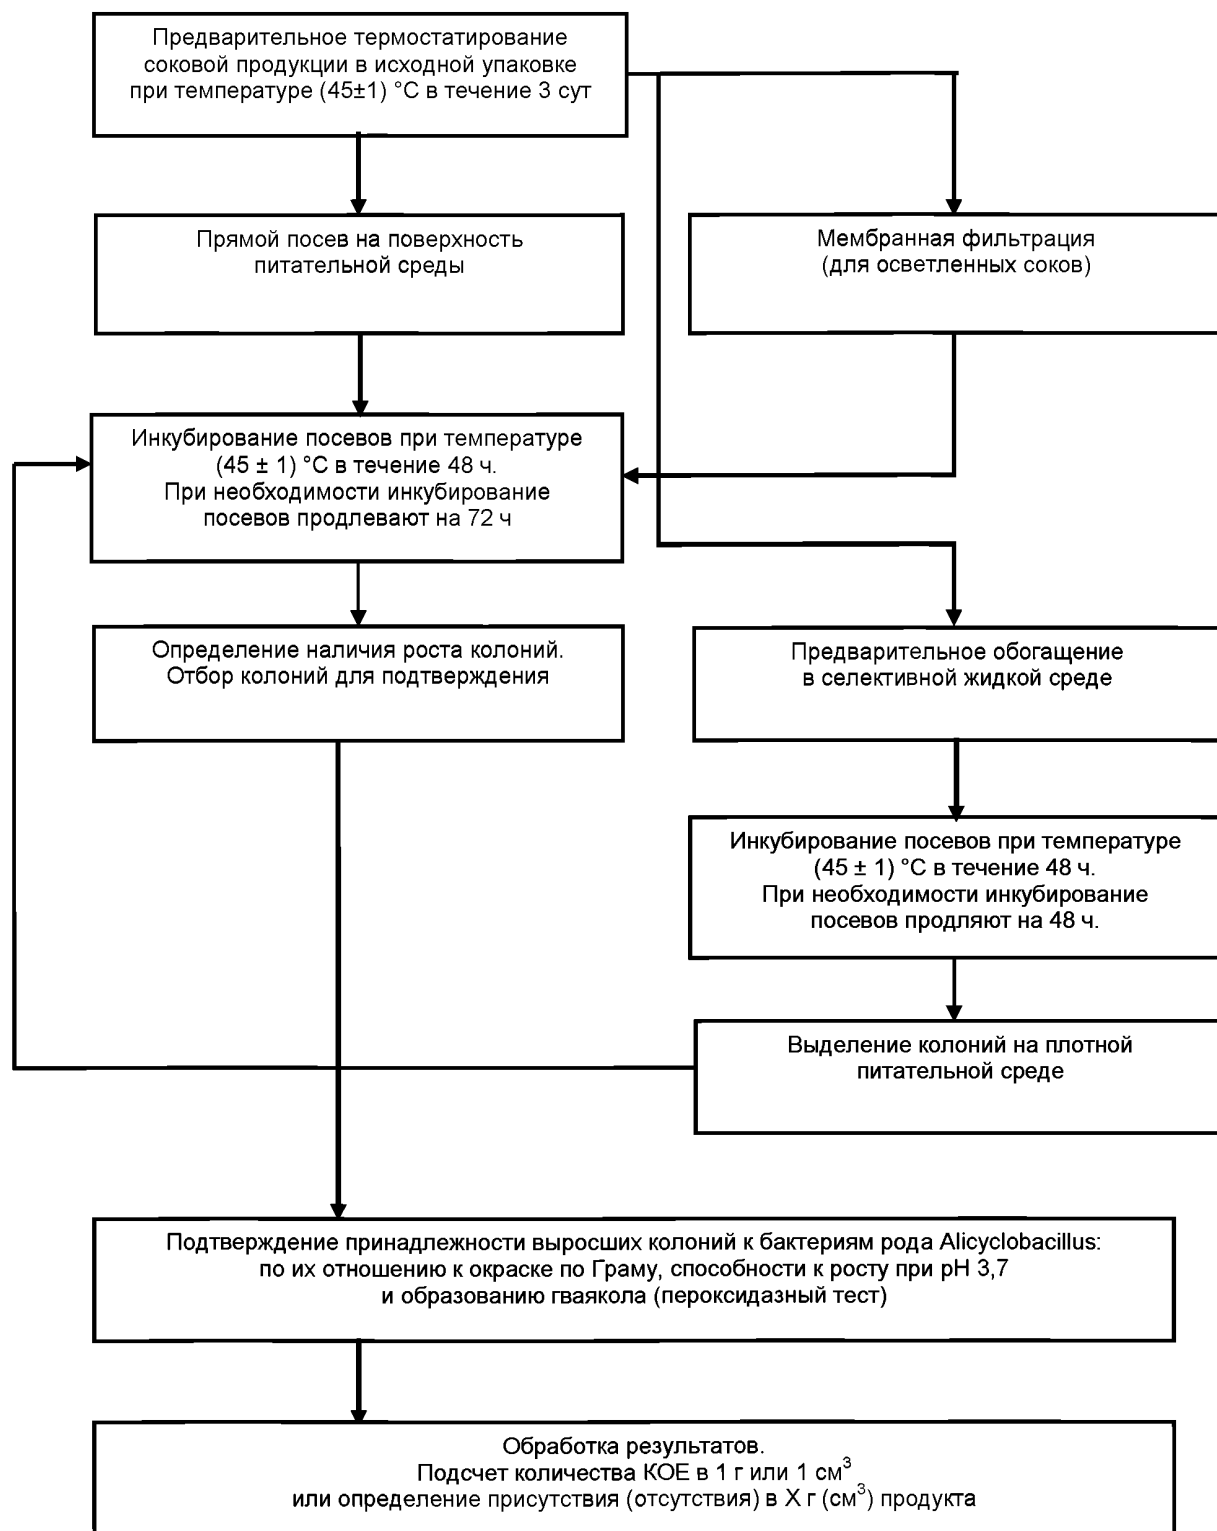 Предварительное термостатирование
соковой продукции в исходной упаковке
при температуре (45±1) °С в течение 3 сут
Прямой посев на поверхность
питательной среды
Мембранная фильтрация
(для осветленных соков)
Инкубирование посевов при температуре
(45 ± 1) °С в течение 48 ч.
При необходимости инкубирование
посевов продлевают на 72 ч
Определение наличия роста колоний.
Отбор колоний для подтверждения
Предварительное обогащение
в селективной жидкой среде
Инкубирование посевов при температуре
(45 ± 1) °С в течение 48 ч.
При необходимости инкубирование
посевов продляют на 48 ч.
Выделение колоний на плотной
питательной среде
Подтверждение принадлежности выросших колоний к бактериям рода Alicyclobacillus:
по их отношению к окраске по Граму, способности к росту при pH 3,7
и образованию гваякола (пероксидазный тест)
Обработка результатов.
Подсчет количества КОЕ в 1 г или 1 см³
или определение присутствия (отсутствия) в X г (см³) продукта